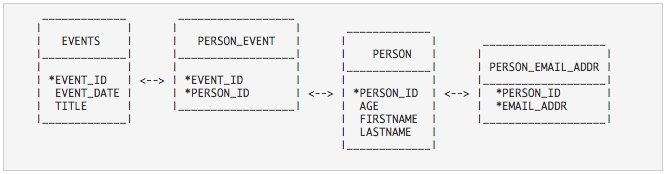 EVENTS
*EVENT_ID
EVENT_DATE
TITLE
<-->
PERSON_EVENT
*EVENT_ID
*PERSON_ID
<-->
PERSON
*PERSON_ID
AGE
FIRSTNAME
LASTNAME
<-->
PERSON_EMAIL_ADDR
*PERSON_ID
*EMAIL_ADDR